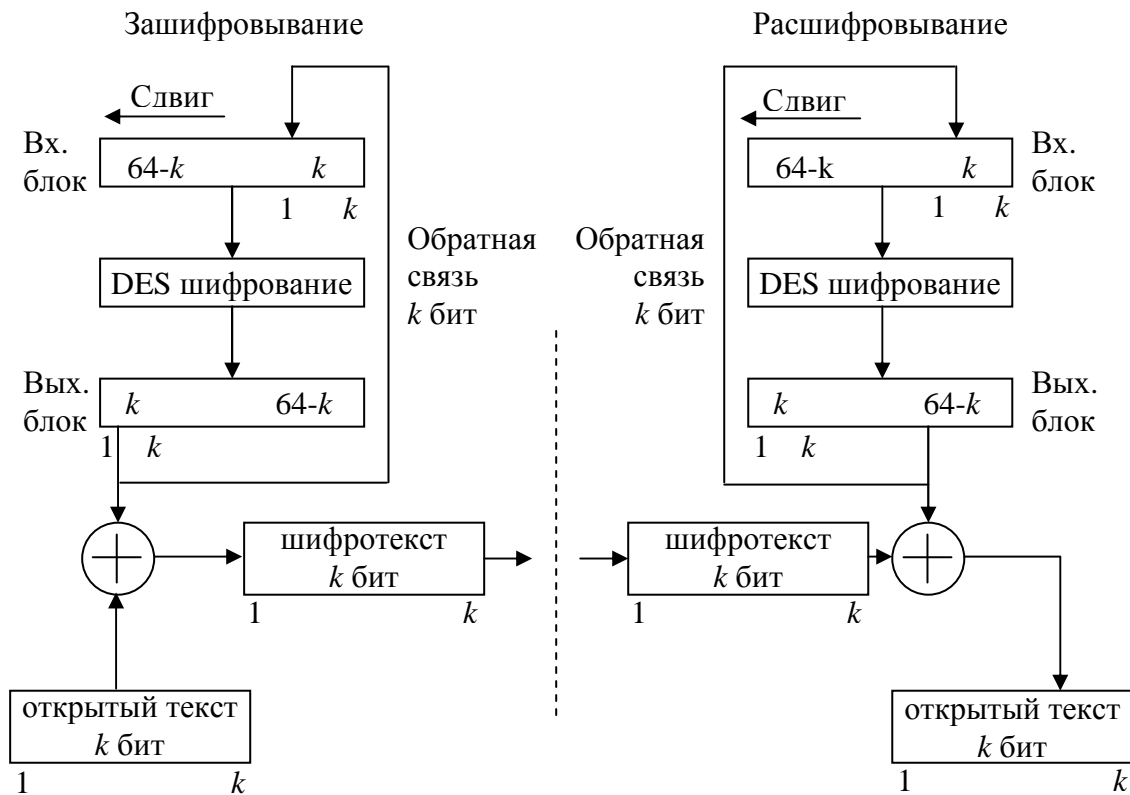 Зашифровывание
Сдвиг
Вх.
блок
64-k k
1 k
DES шифрование
Обратная
связь
k бит
Вых.
блок
k 64-k
1 k
шифротекст
k бит
1 k
открытый текст
k бит
1 k
Расшифровывание
Сдвиг
64-k k
Вх.
блок
1 k
Обратная
связь
k бит
DES шифрование
k 64-k
Вых.
блок
1 k
шифротекст
k бит
1 k
открытый текст
k бит
1 k